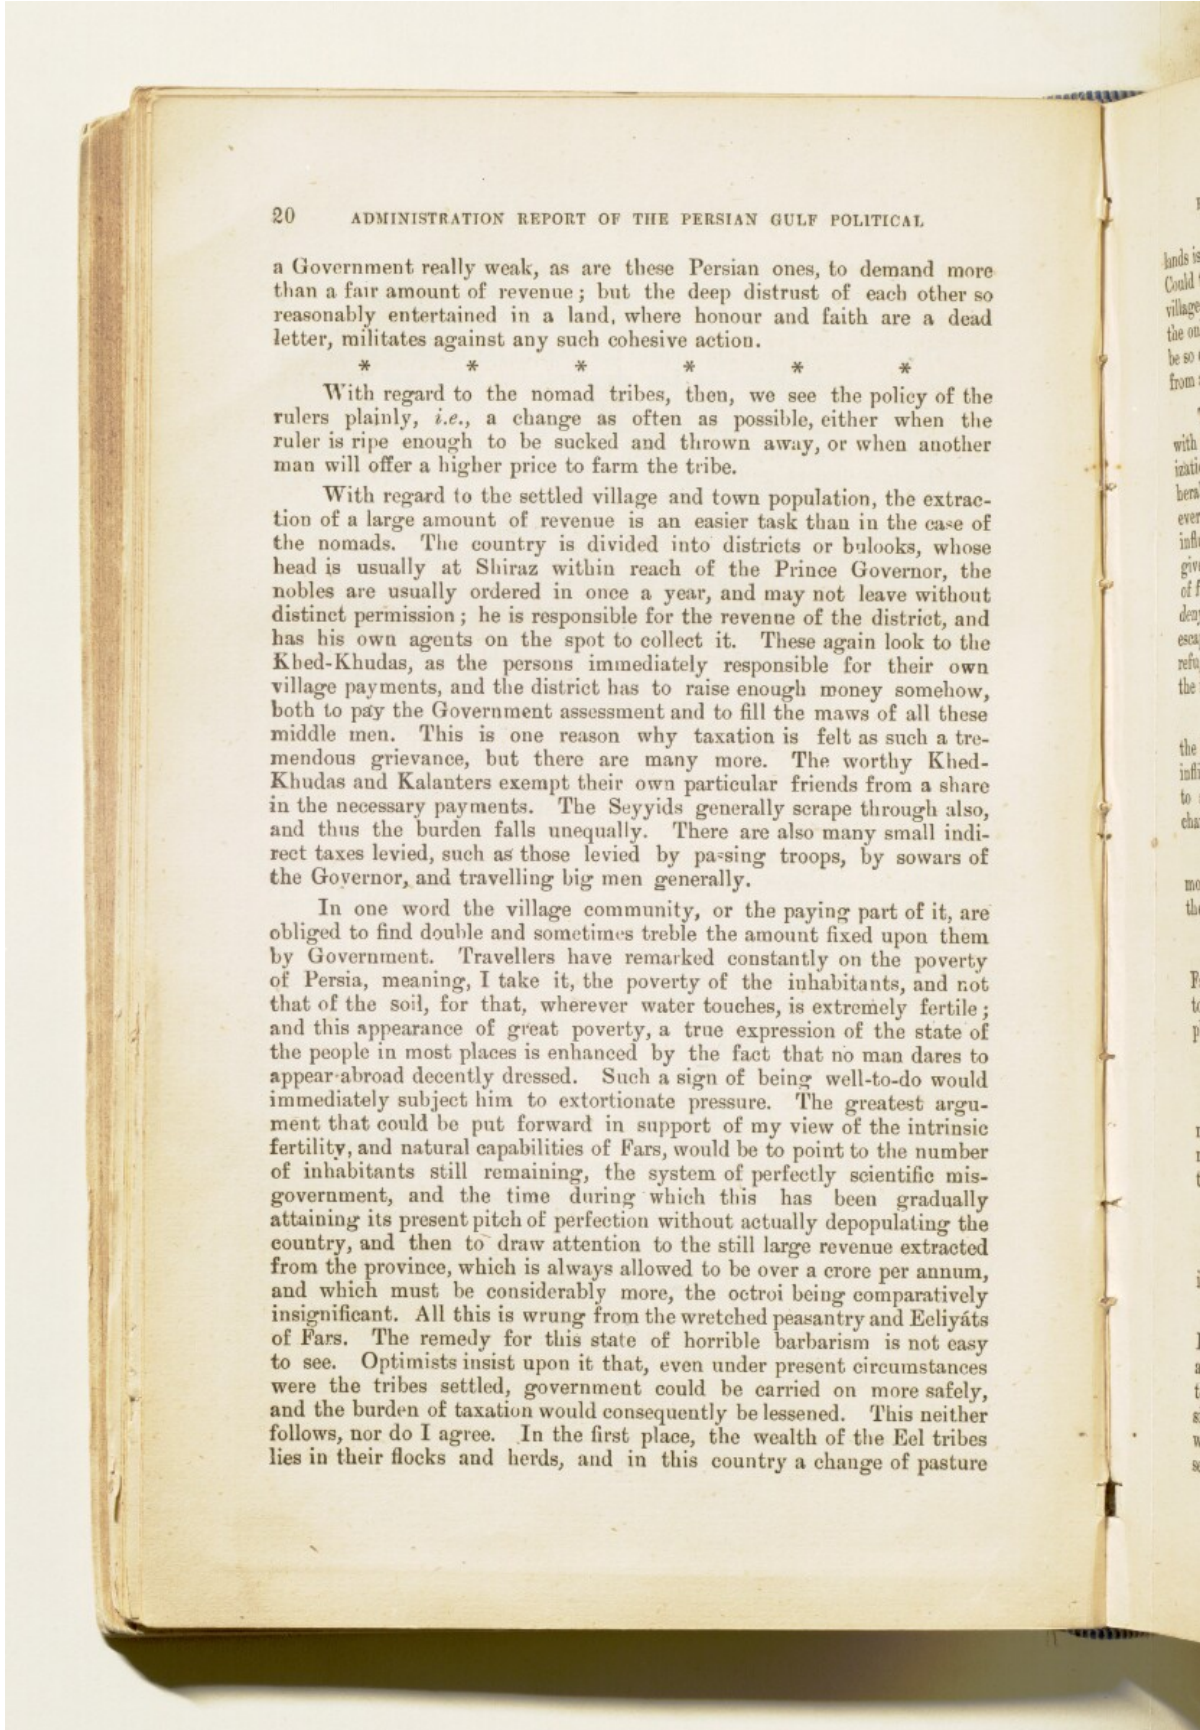 20 ADMINISTRATION REPORT OF THE PERSIAN GULF POLITICAL
a Government really weak, as are these Persian ones, to demand more
than a fair amount of revenue; but the deep distrust of each other so
reasonably entertained in a land, where honour and faith are a dead
letter, militates against any such cohesive action.
* * * * * *
With regard to the nomad tribes, then, we see the policy of the
rulers plainly, i.e., a change as often as possible, either when the
ruler is ripe enough to be sucked and thrown away, or when another
man will offer a higher price to farm the tribe.
With regard to the settled village and town population, the extrac-
tion of a large amount of revenue is an easier task than in the case of
the nomads. The country is divided into districts or bulooks, whose
head is usually at Shiraz within reach of the Prince Governor, the
nobles are usually ordered in once a year, and may not leave without
distinct permission; he is responsible for the revenue of the district, and
has his own agents on the spot to collect it. These again look to the
Khed-Khudas, as the persons immediately responsible for their own
village payments, and the district has to raise enough money somehow,
both to pay the Government assessment and to fill the maws of all these
middle men. This is one reason why taxation is felt as such a tre-
mendous grievance, but there are many more. The worthy Khed-
Khudas and Kalanters exempt their own particular friends from a share
in the necessary payments. The Seyyids generally scrape through also,
and thus the burden falls unequally. There are also many small indi-
rect taxes levied, such as those levied by passing troops, by sowars of
the Governor, and travelling big men generally.
In one word the village community, or the paying part of it, are
obliged to find double and sometimes treble the amount fixed upon them
by Government. Travellers have remarked constantly on the poverty
of Persia, meaning, I take it, the poverty of the inhabitants, and not
that of the soil, for that, wherever water touches, is extremely fertile;
and this appearance of great poverty, a true expression of the state of
the people in most places is enhanced by the fact that no man dares to
appear abroad decently dressed. Such a sign of being well-to-do would
immediately subject him to extortionate pressure. The greatest argu-
ment that could be put forward in support of my view of the intrinsic
fertility, and natural capabilities of Fars, would be to point to the number
of inhabitants still remaining, the system of perfectly scientific mis-
government, and the time during which this has been gradually
attaining its present pitch of perfection without actually depopulating the
country, and then to draw attention to the still large revenue extracted
from the province, which is always allowed to be over a crore per annum,
and which must be considerably more, the octroi being comparatively
insignificant. All this is wrung from the wretched peasantry and Eeliyáts
of Fars. The remedy for this state of horrible barbarism is not easy
to see. Optimists insist upon it that, even under present circumstances
were the tribes settled, government could be carried on more safely,
and the burden of taxation would consequently be lessened. This neither
follows, nor do I agree. In the first place, the wealth of the Eel tribes
lies in their flocks and herds, and in this country a change of pasture